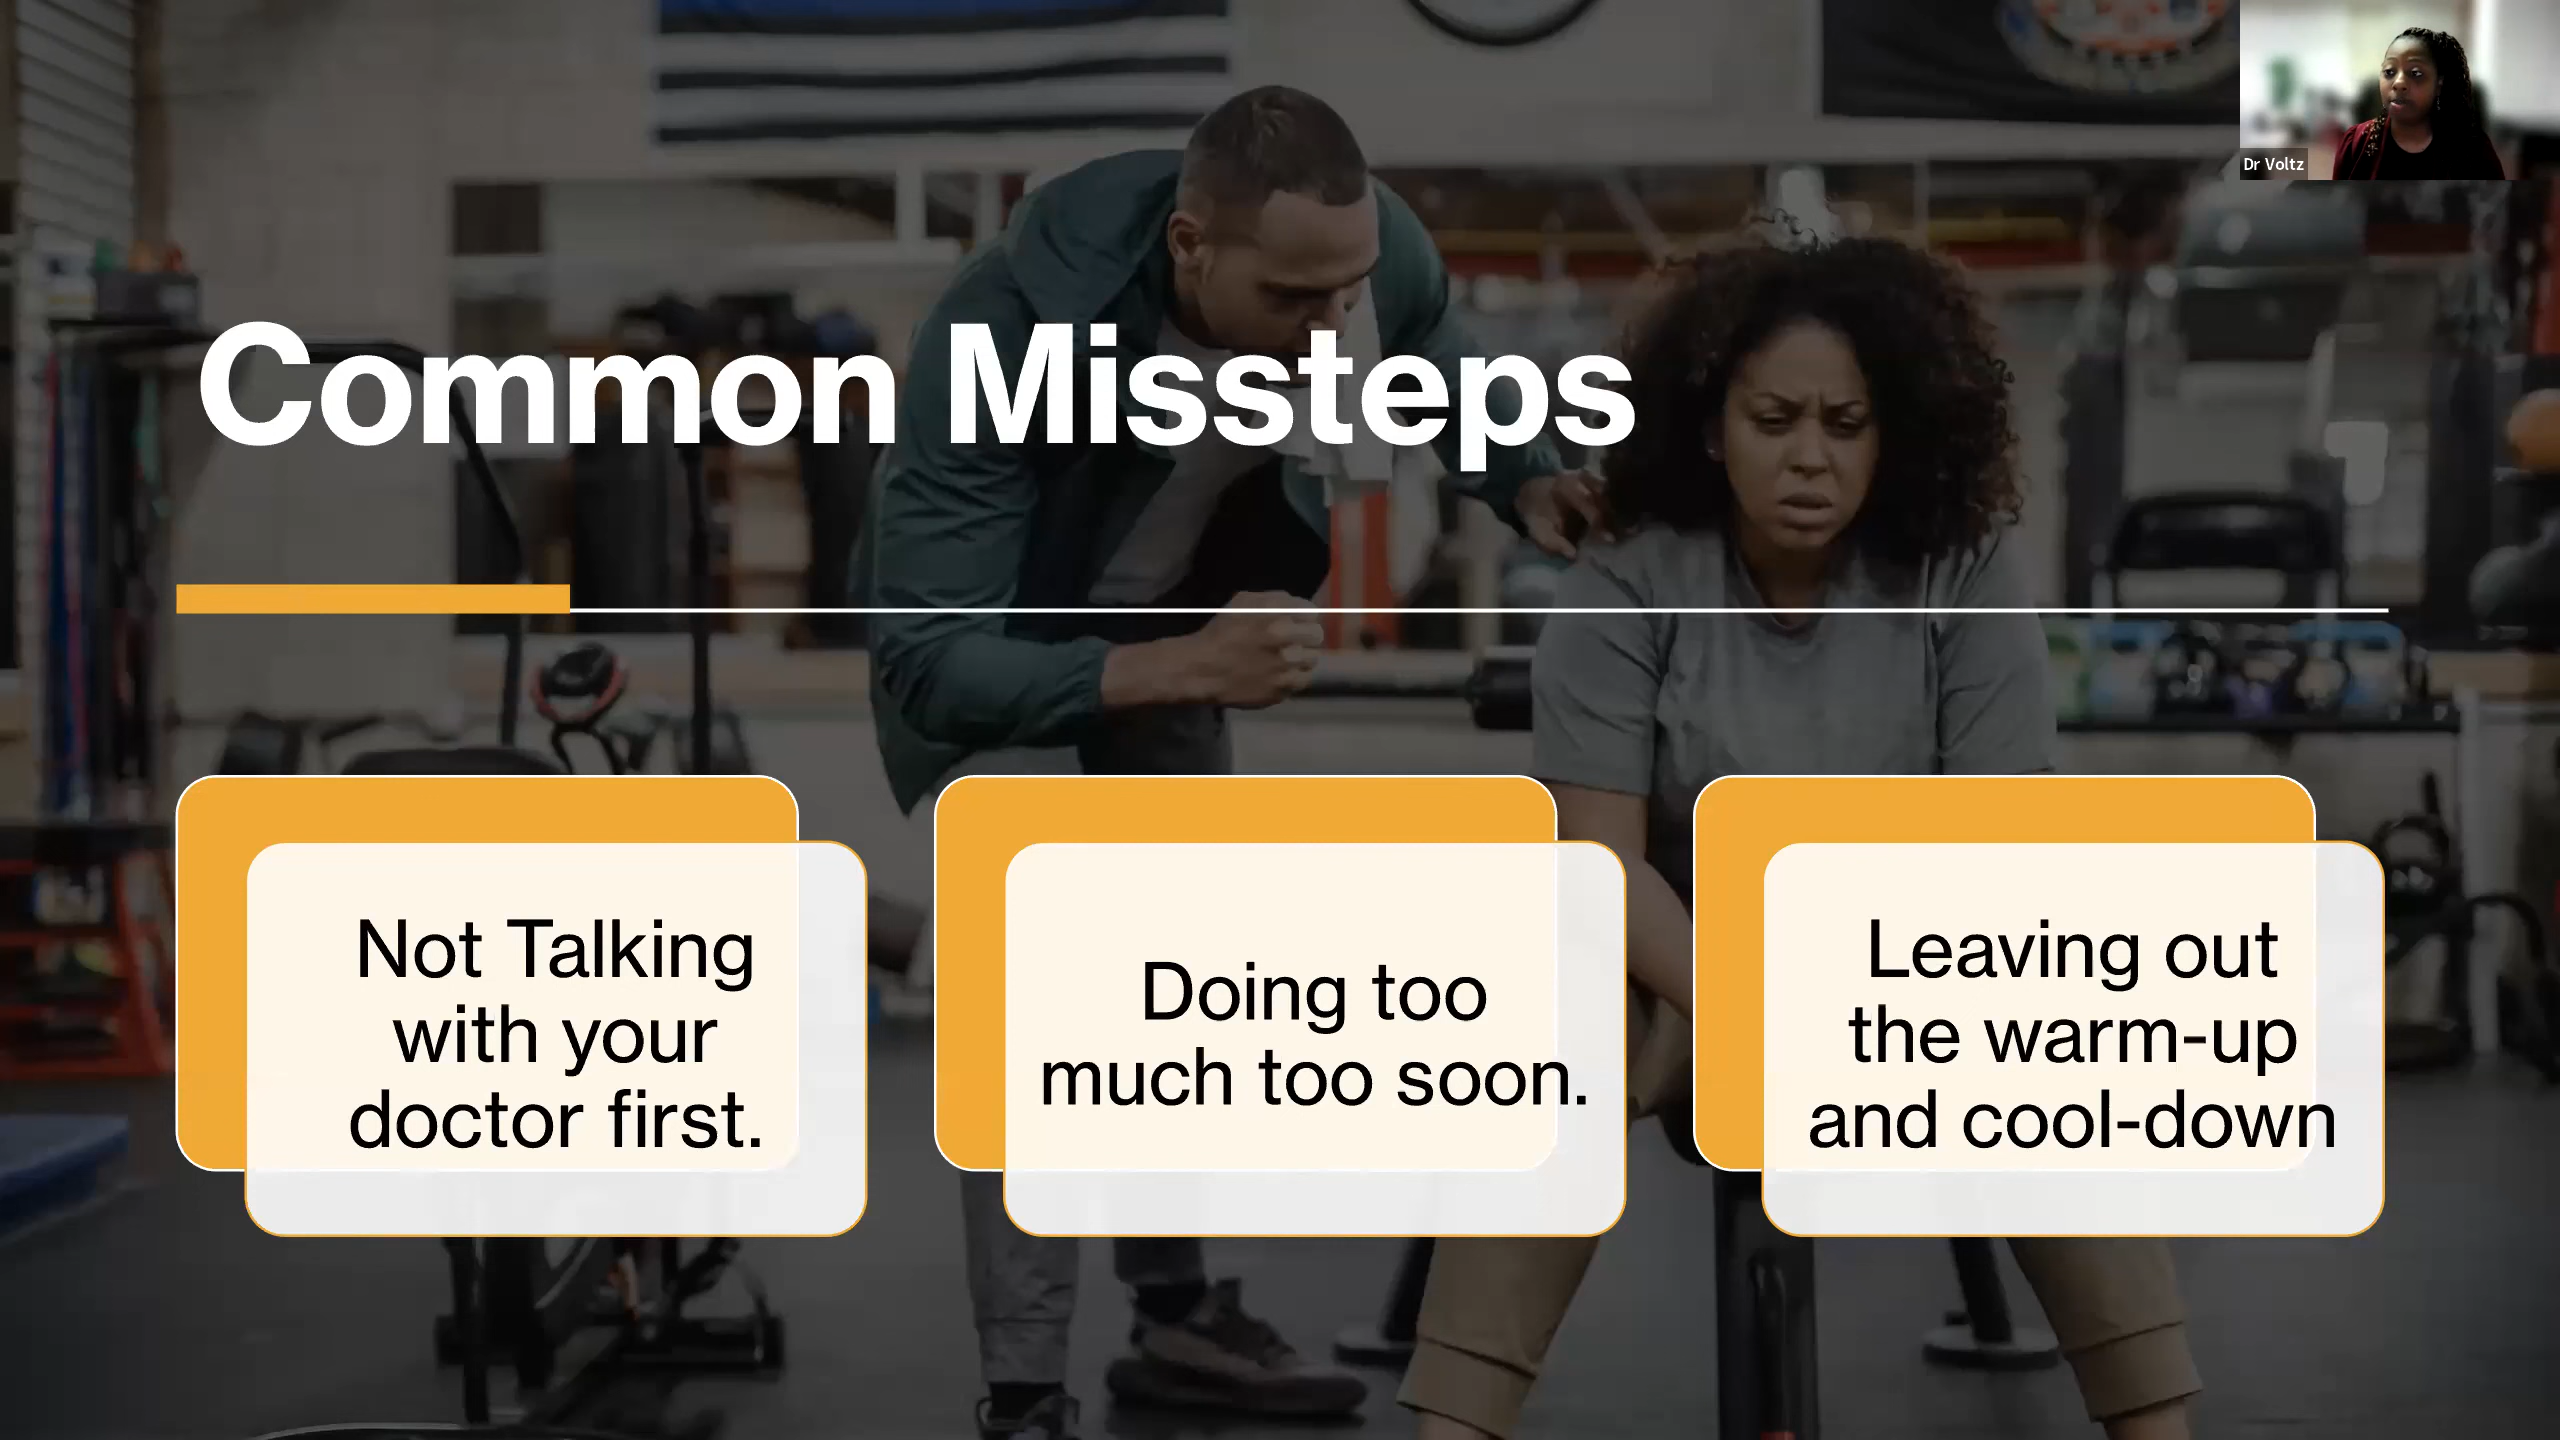 Dr Voltz
Common Missteps
Not Talking
with your
doctor first.
Doing too
much too soon.
Leaving out
the warm-up
and cool-down